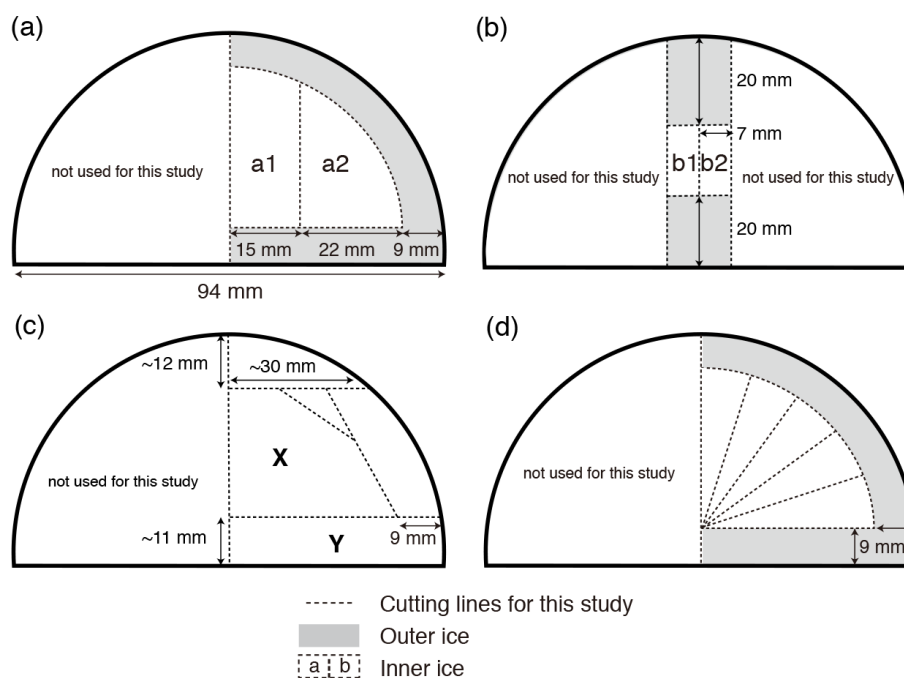 (a)
not used for this study
a1
a2
15 mm
22 mm
9 mm
94 mm
(b)
20 mm
7 mm
b1
b2
not used for this study
not used for this study
20 mm
(c)
~12 mm
~30 mm
not used for this study
X
~11 mm
Y
9 mm
(d)
not used for this study
9 mm
Cutting lines for this study
Outer ice
a b Inner ice